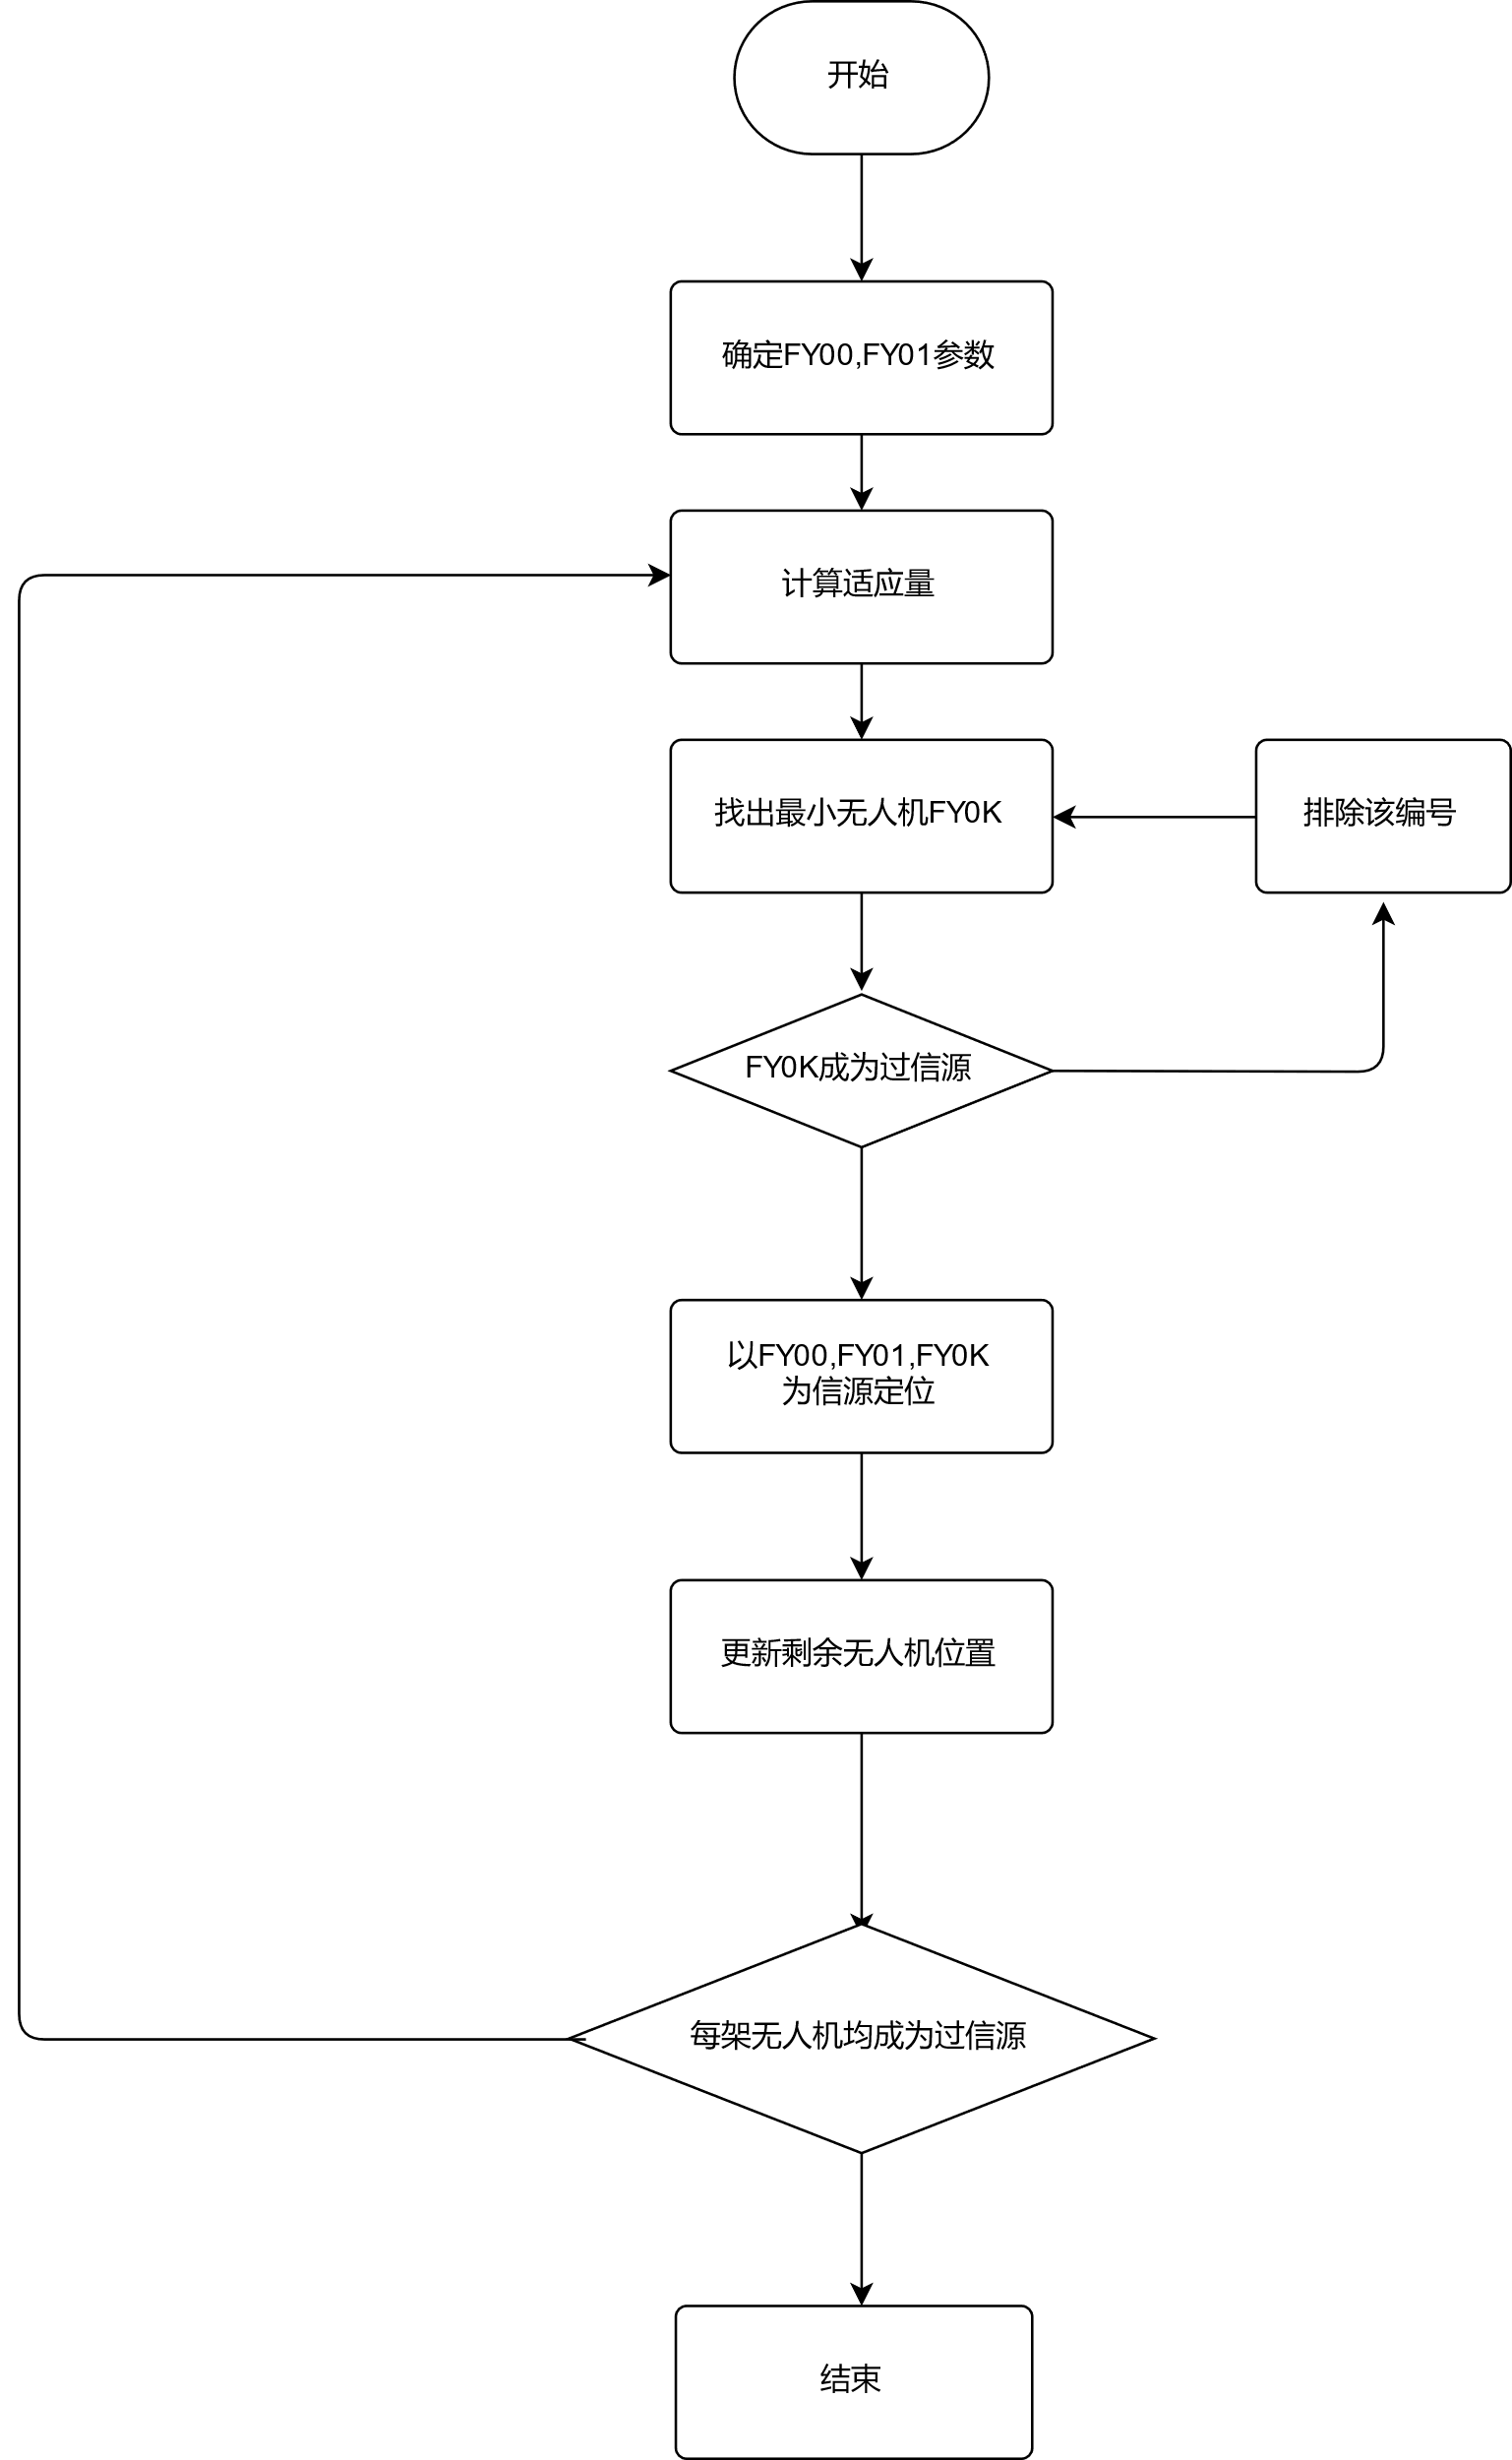 开始
确定FY00,FY01参数
计算适应量
找出最小无人机FY0K
排除该编号
FY0K成为过信源
以FY00,FY01,FY0K
为信源定位
更新剩余无人机位置
每架无人机均成为过信源
结束